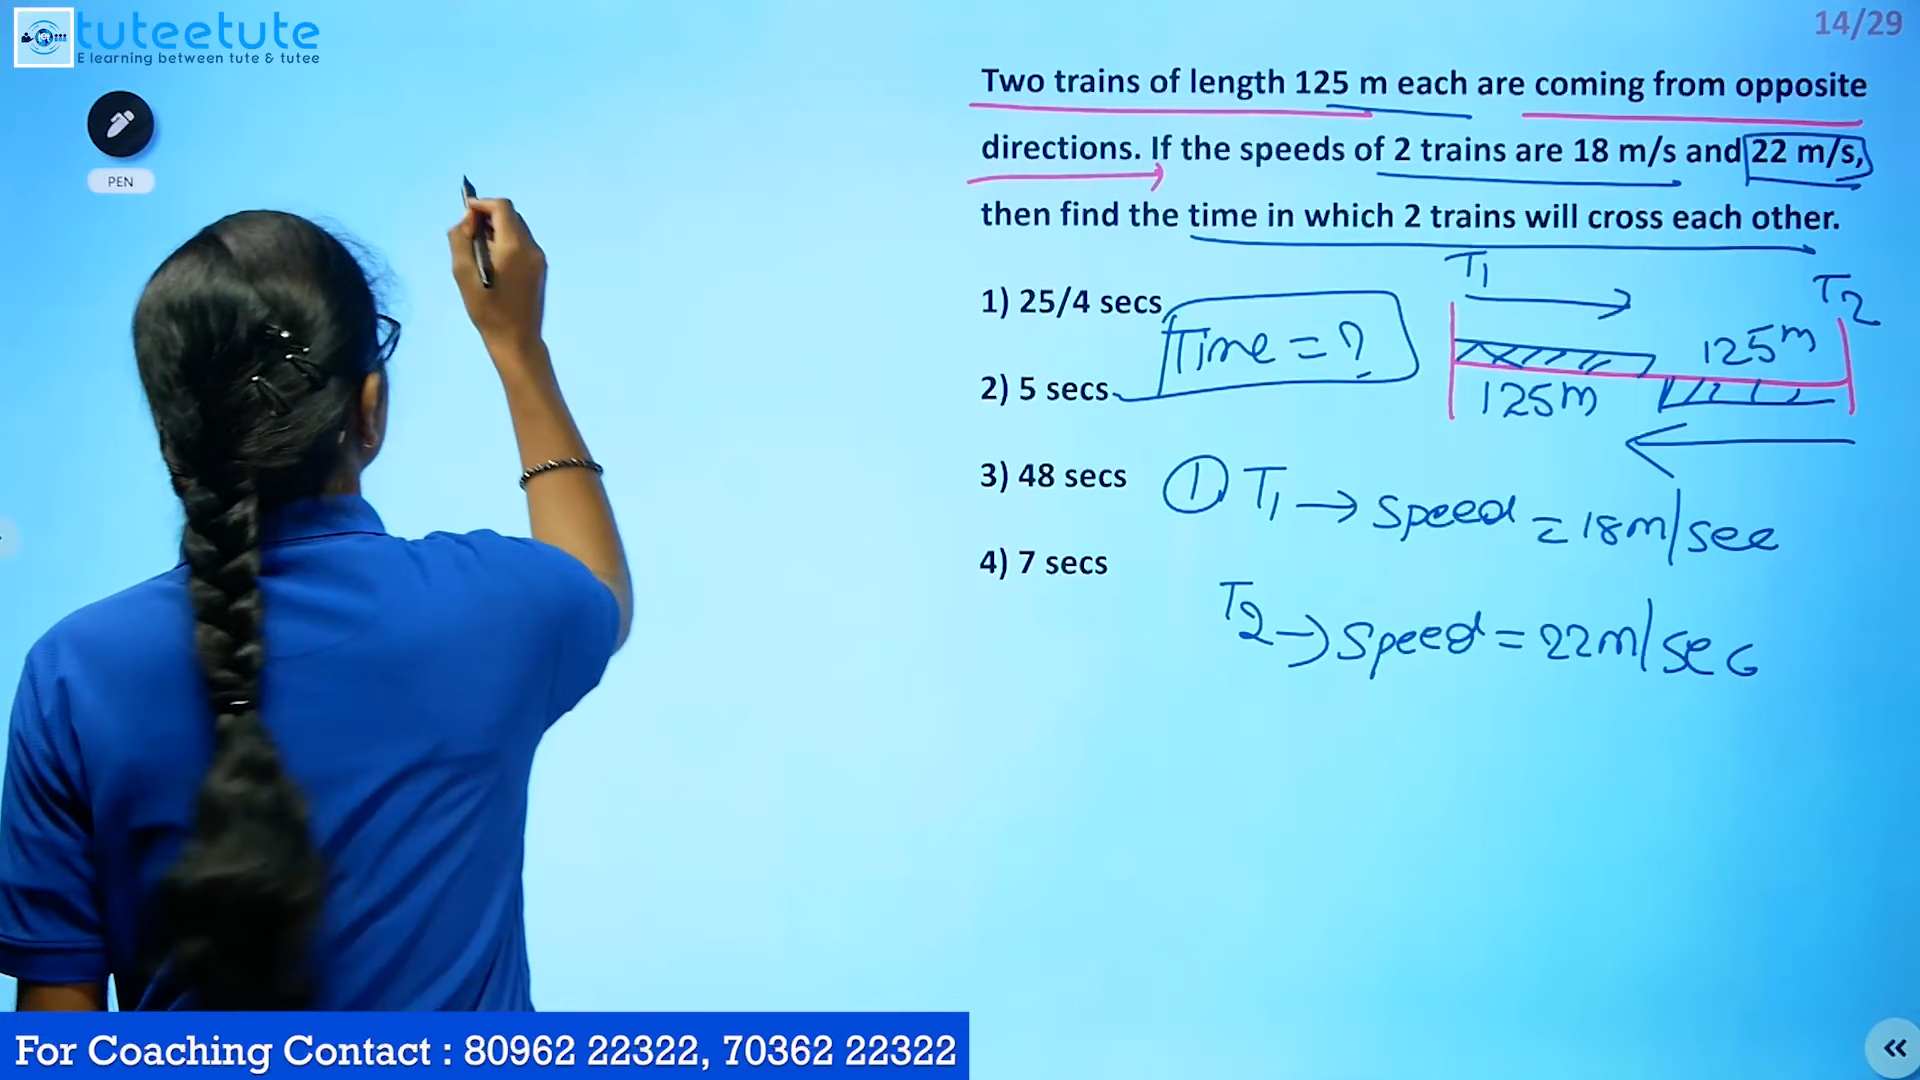 tuteetute
E learning between tute & tutee
14/29
PEN
Two trains of length 125 m each are coming from opposite
directions. If the speeds of 2 trains are 18 m/s and 22 m/s,
then find the time in which 2 trains will cross each other.
1) 25/4 secs
2) 5 secs
3) 48 secs
4) 7 secs
Time = ?
T1
T2
125m
125m
① T1 → Speed = 18m/sec
T2 → Speed = 22m/sec
For Coaching Contact : 80962 22322, 70362 22322